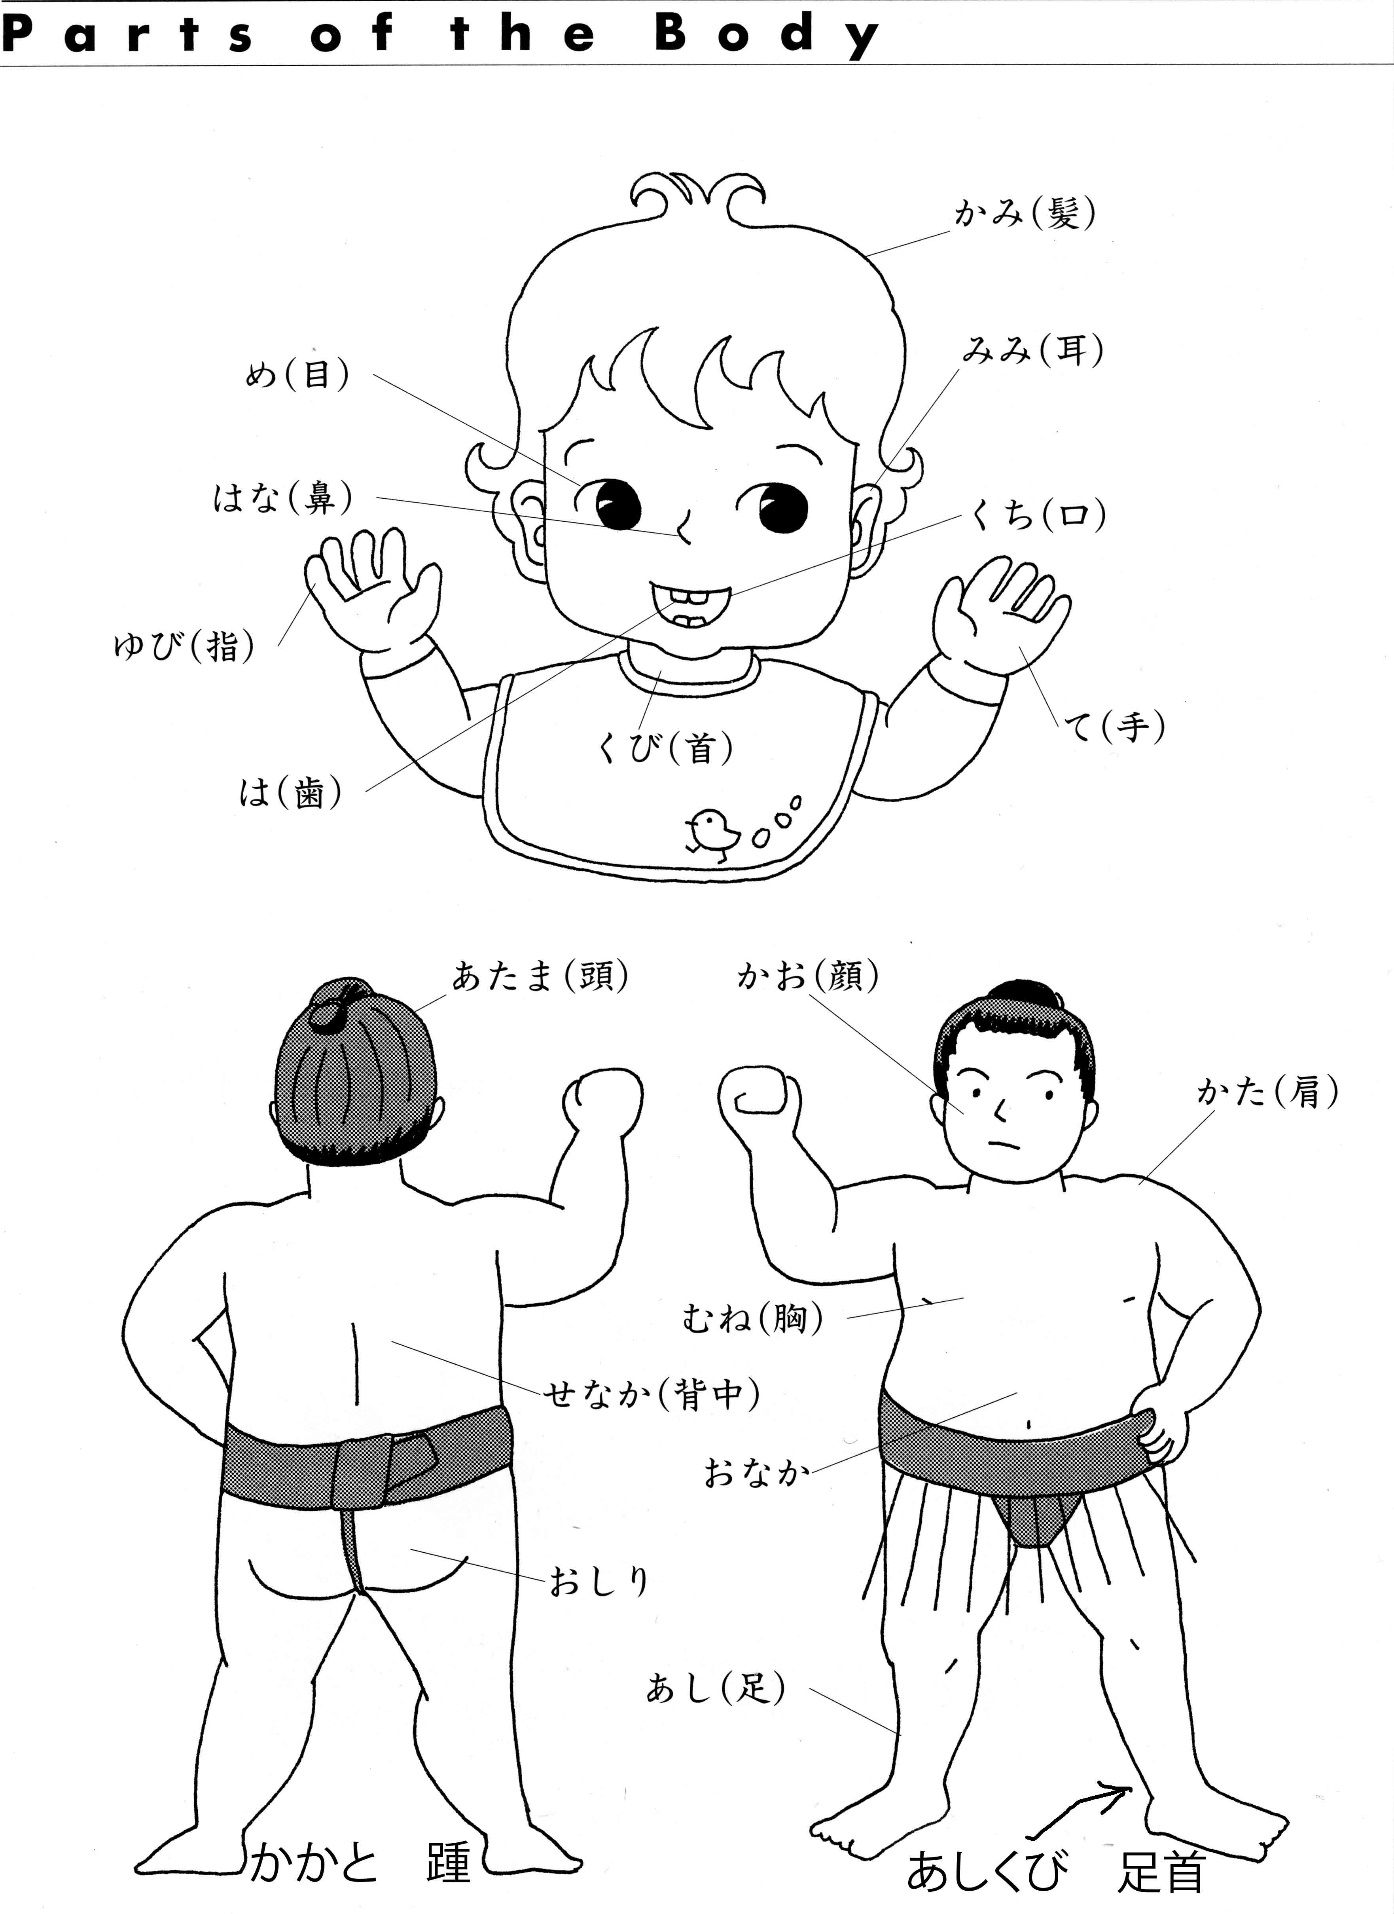 Parts of the Body
かみ(髪)
みみ(耳)
め(目)
はな(鼻)
くち(口)
ゆび(指)
て(手)
くび(首)
は(歯)
あたま(頭)
かお(顔)
かた(肩)
むね(胸)
せなか(背中)
おなか
おしり
あし(足)
かかと 踵
あしくび 足首